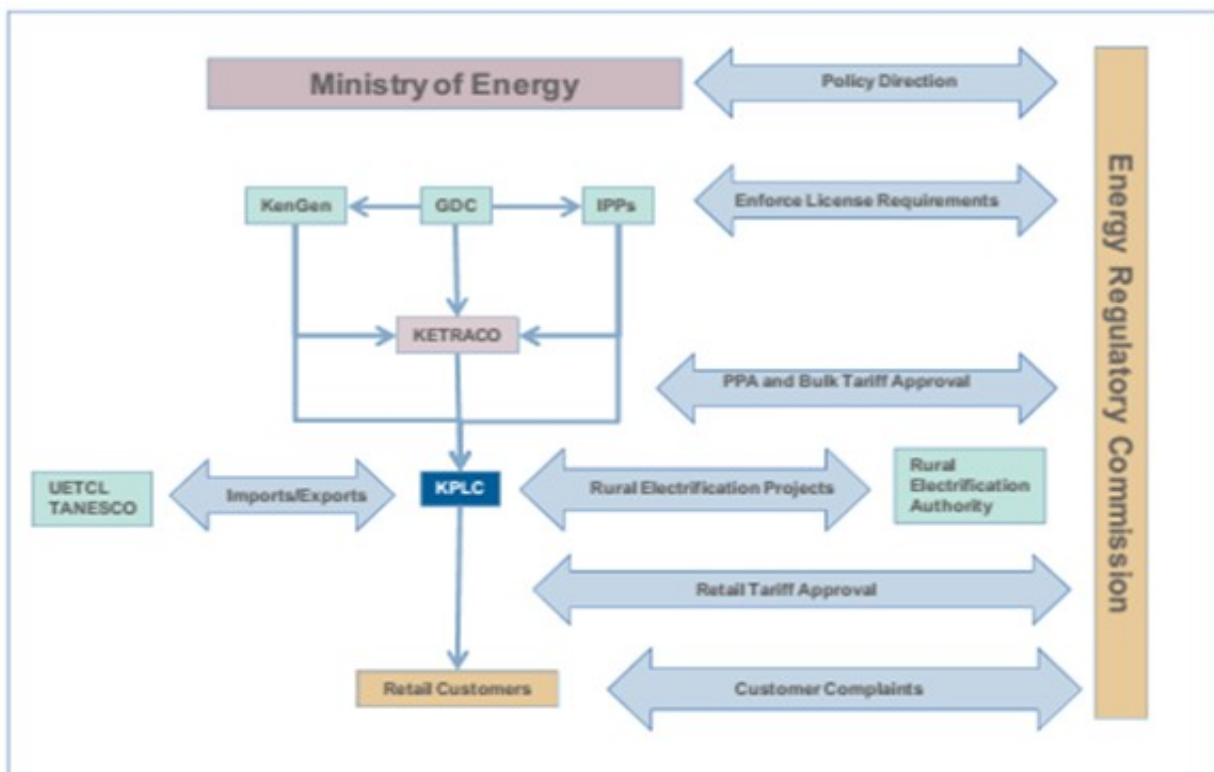 Ministry of Energy
Policy Direction
KenGen
GDC
IPPs
Enforce License Requirements
Energy Regulatory Commission
KETRACO
PPA and Bulk Tariff Approval
UETCL
TANESCO
Imports/Exports
KPLC
Rural Electrification Projects
Rural
Electrification
Authority
Retail Tariff Approval
Retail Customers
Customer Complaints